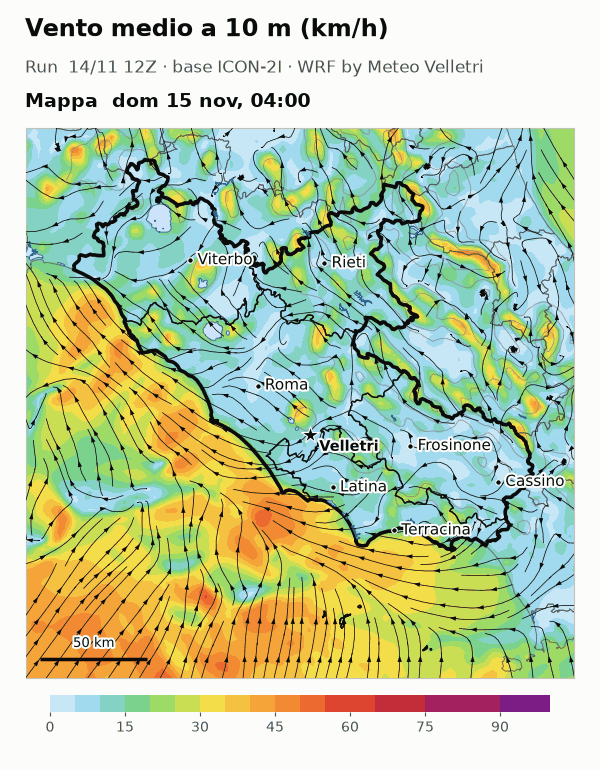 Vento medio a 10 m (km/h)
Run  14/11 12Z · base ICON-2I · WRF by Meteo Velletri
Mappa  dom 15 nov, 04:00
Viterbo
Rieti
Roma
Velletri
Frosinone
Latina
Cassino
Terracina
50 km
0 15 30 45 60 75 90